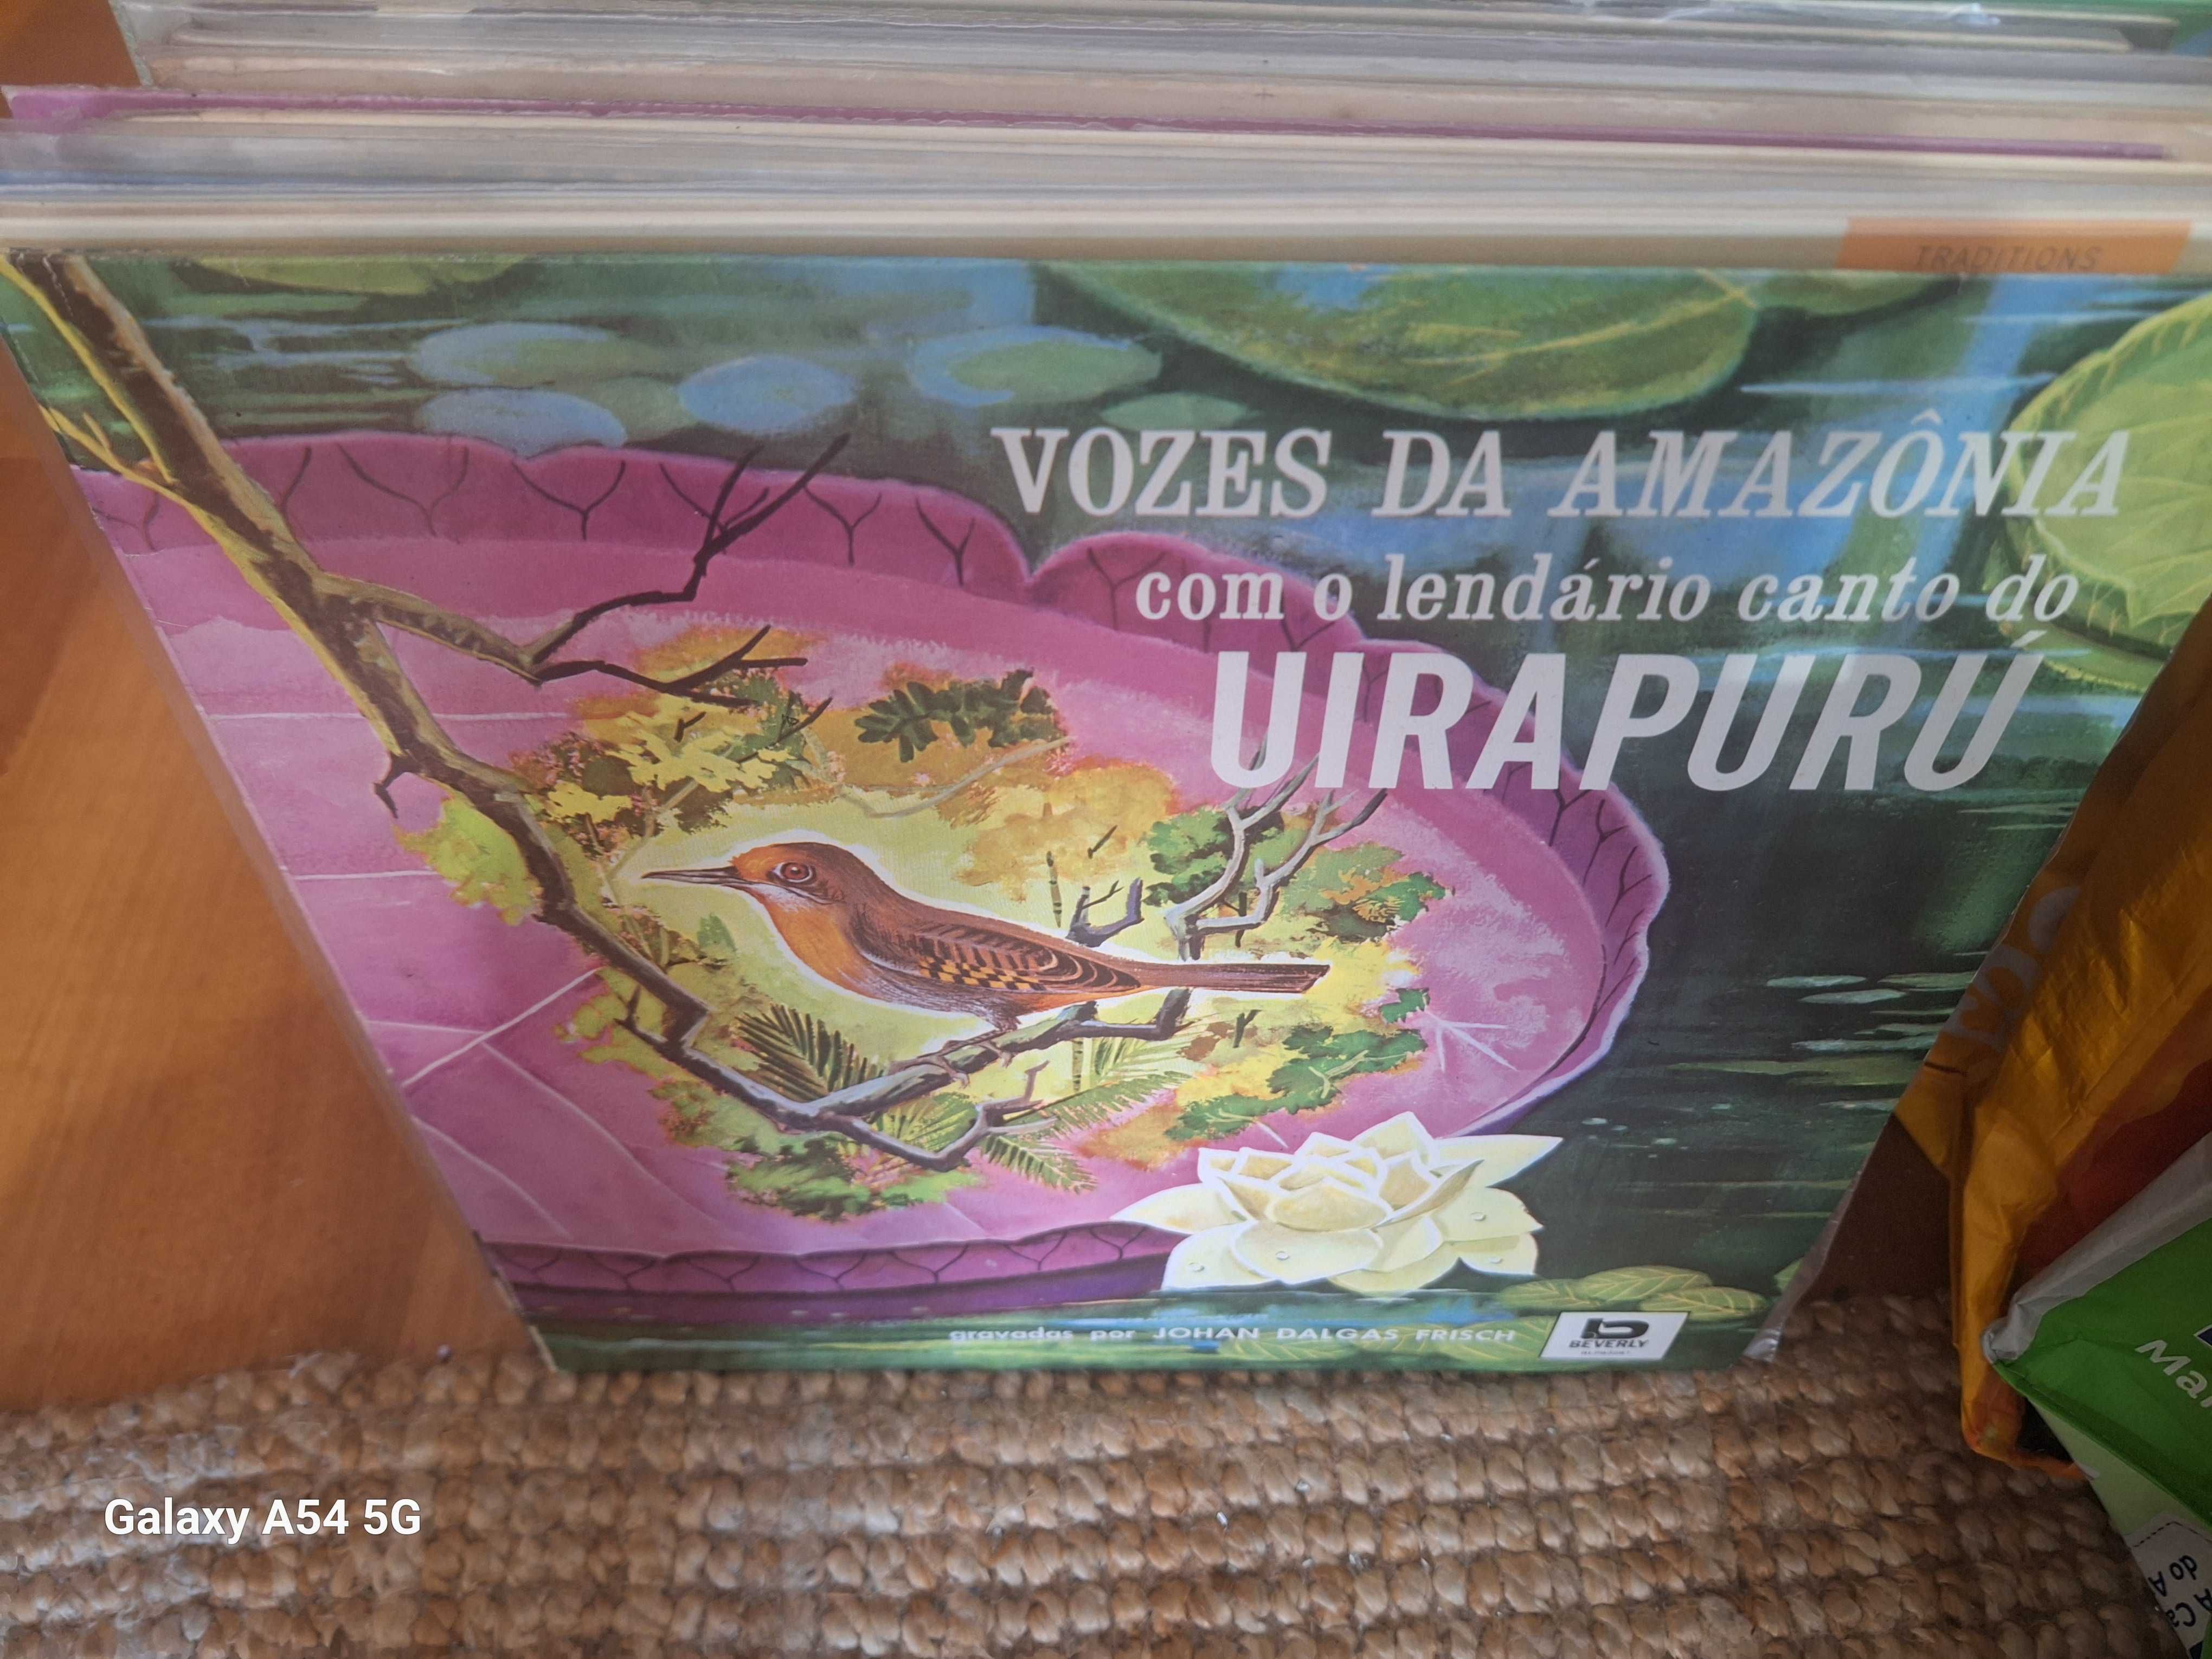 TRADITIONS
VOZES DA AMAZÔNIA
com o lendário canto do
UIRAPURÚ
gravadas por JOHAN DALGAS FRISCH
BEVERLY
Galaxy A54 5G